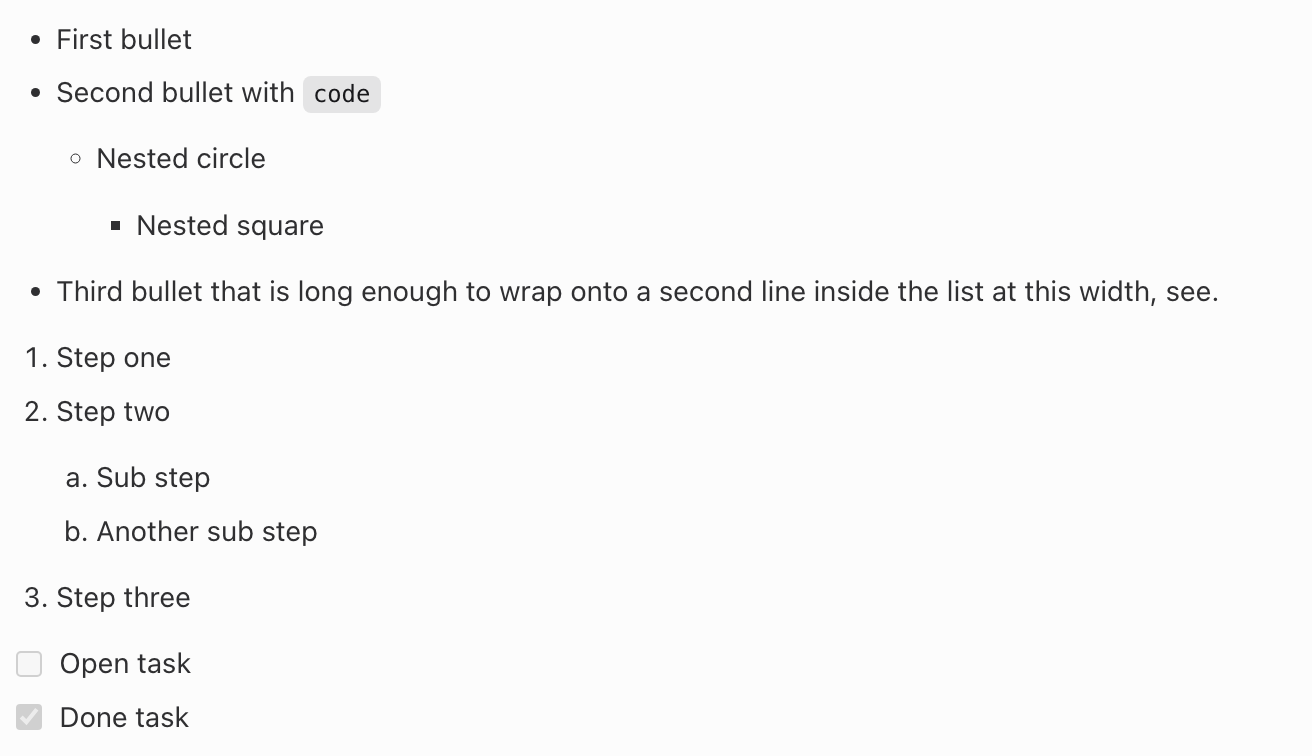 • First bullet
• Second bullet with code
◦ Nested circle
▪ Nested square
• Third bullet that is long enough to wrap onto a second line inside the list at this width, see.
1. Step one
2. Step two
a. Sub step
b. Another sub step
3. Step three
Open task
Done task